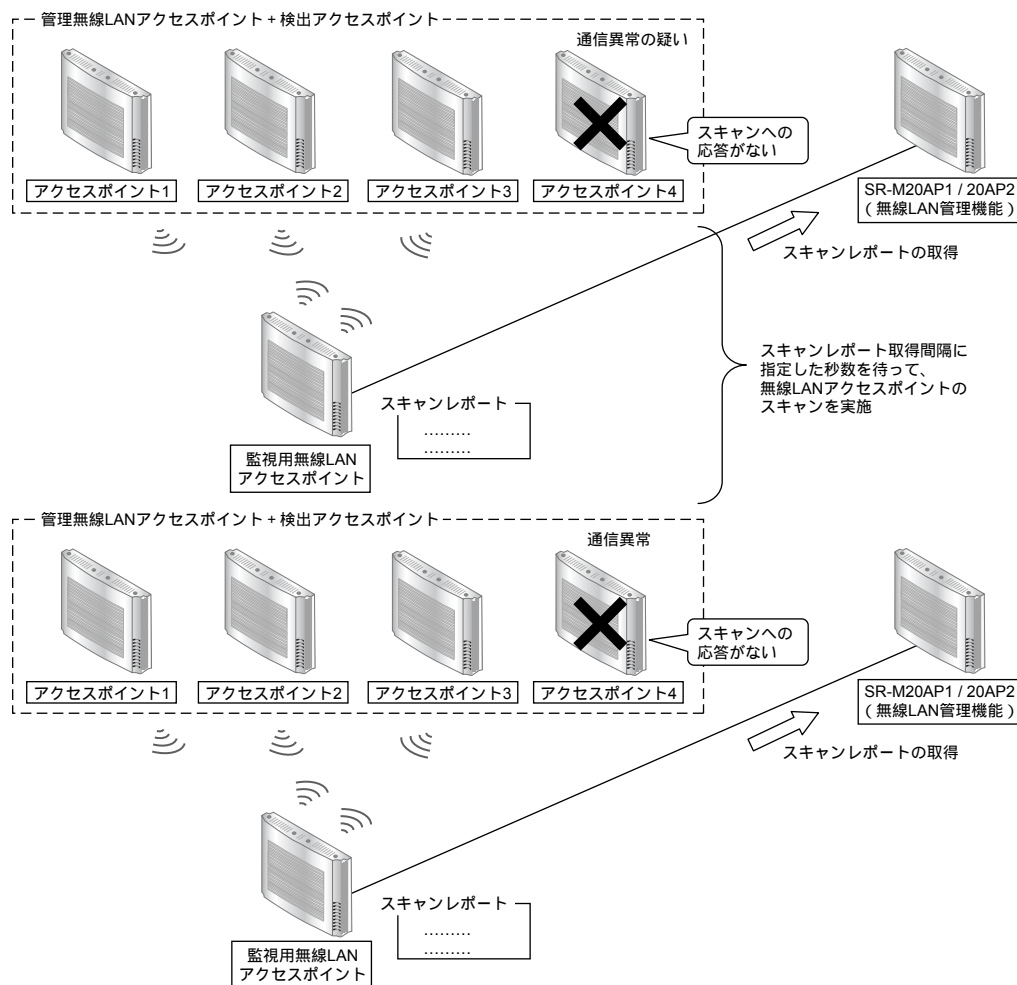 管理無線LANアクセスポイント + 検出アクセスポイント
通信異常の疑い
スキャンへの
応答がない
アクセスポイント1
アクセスポイント2
アクセスポイント3
アクセスポイント4
SR-M20AP1 / 20AP2
( 無線LAN管理機能 )
スキャンレポートの取得
スキャンレポート取得間隔に
指定した秒数を待って、
無線LANアクセスポイントの
スキャンを実施
スキャンレポート
.........
.........
監視用無線LAN
アクセスポイント
管理無線LANアクセスポイント + 検出アクセスポイント
通信異常
スキャンへの
応答がない
アクセスポイント1
アクセスポイント2
アクセスポイント3
アクセスポイント4
SR-M20AP1 / 20AP2
( 無線LAN管理機能 )
スキャンレポートの取得
スキャンレポート
.........
.........
監視用無線LAN
アクセスポイント